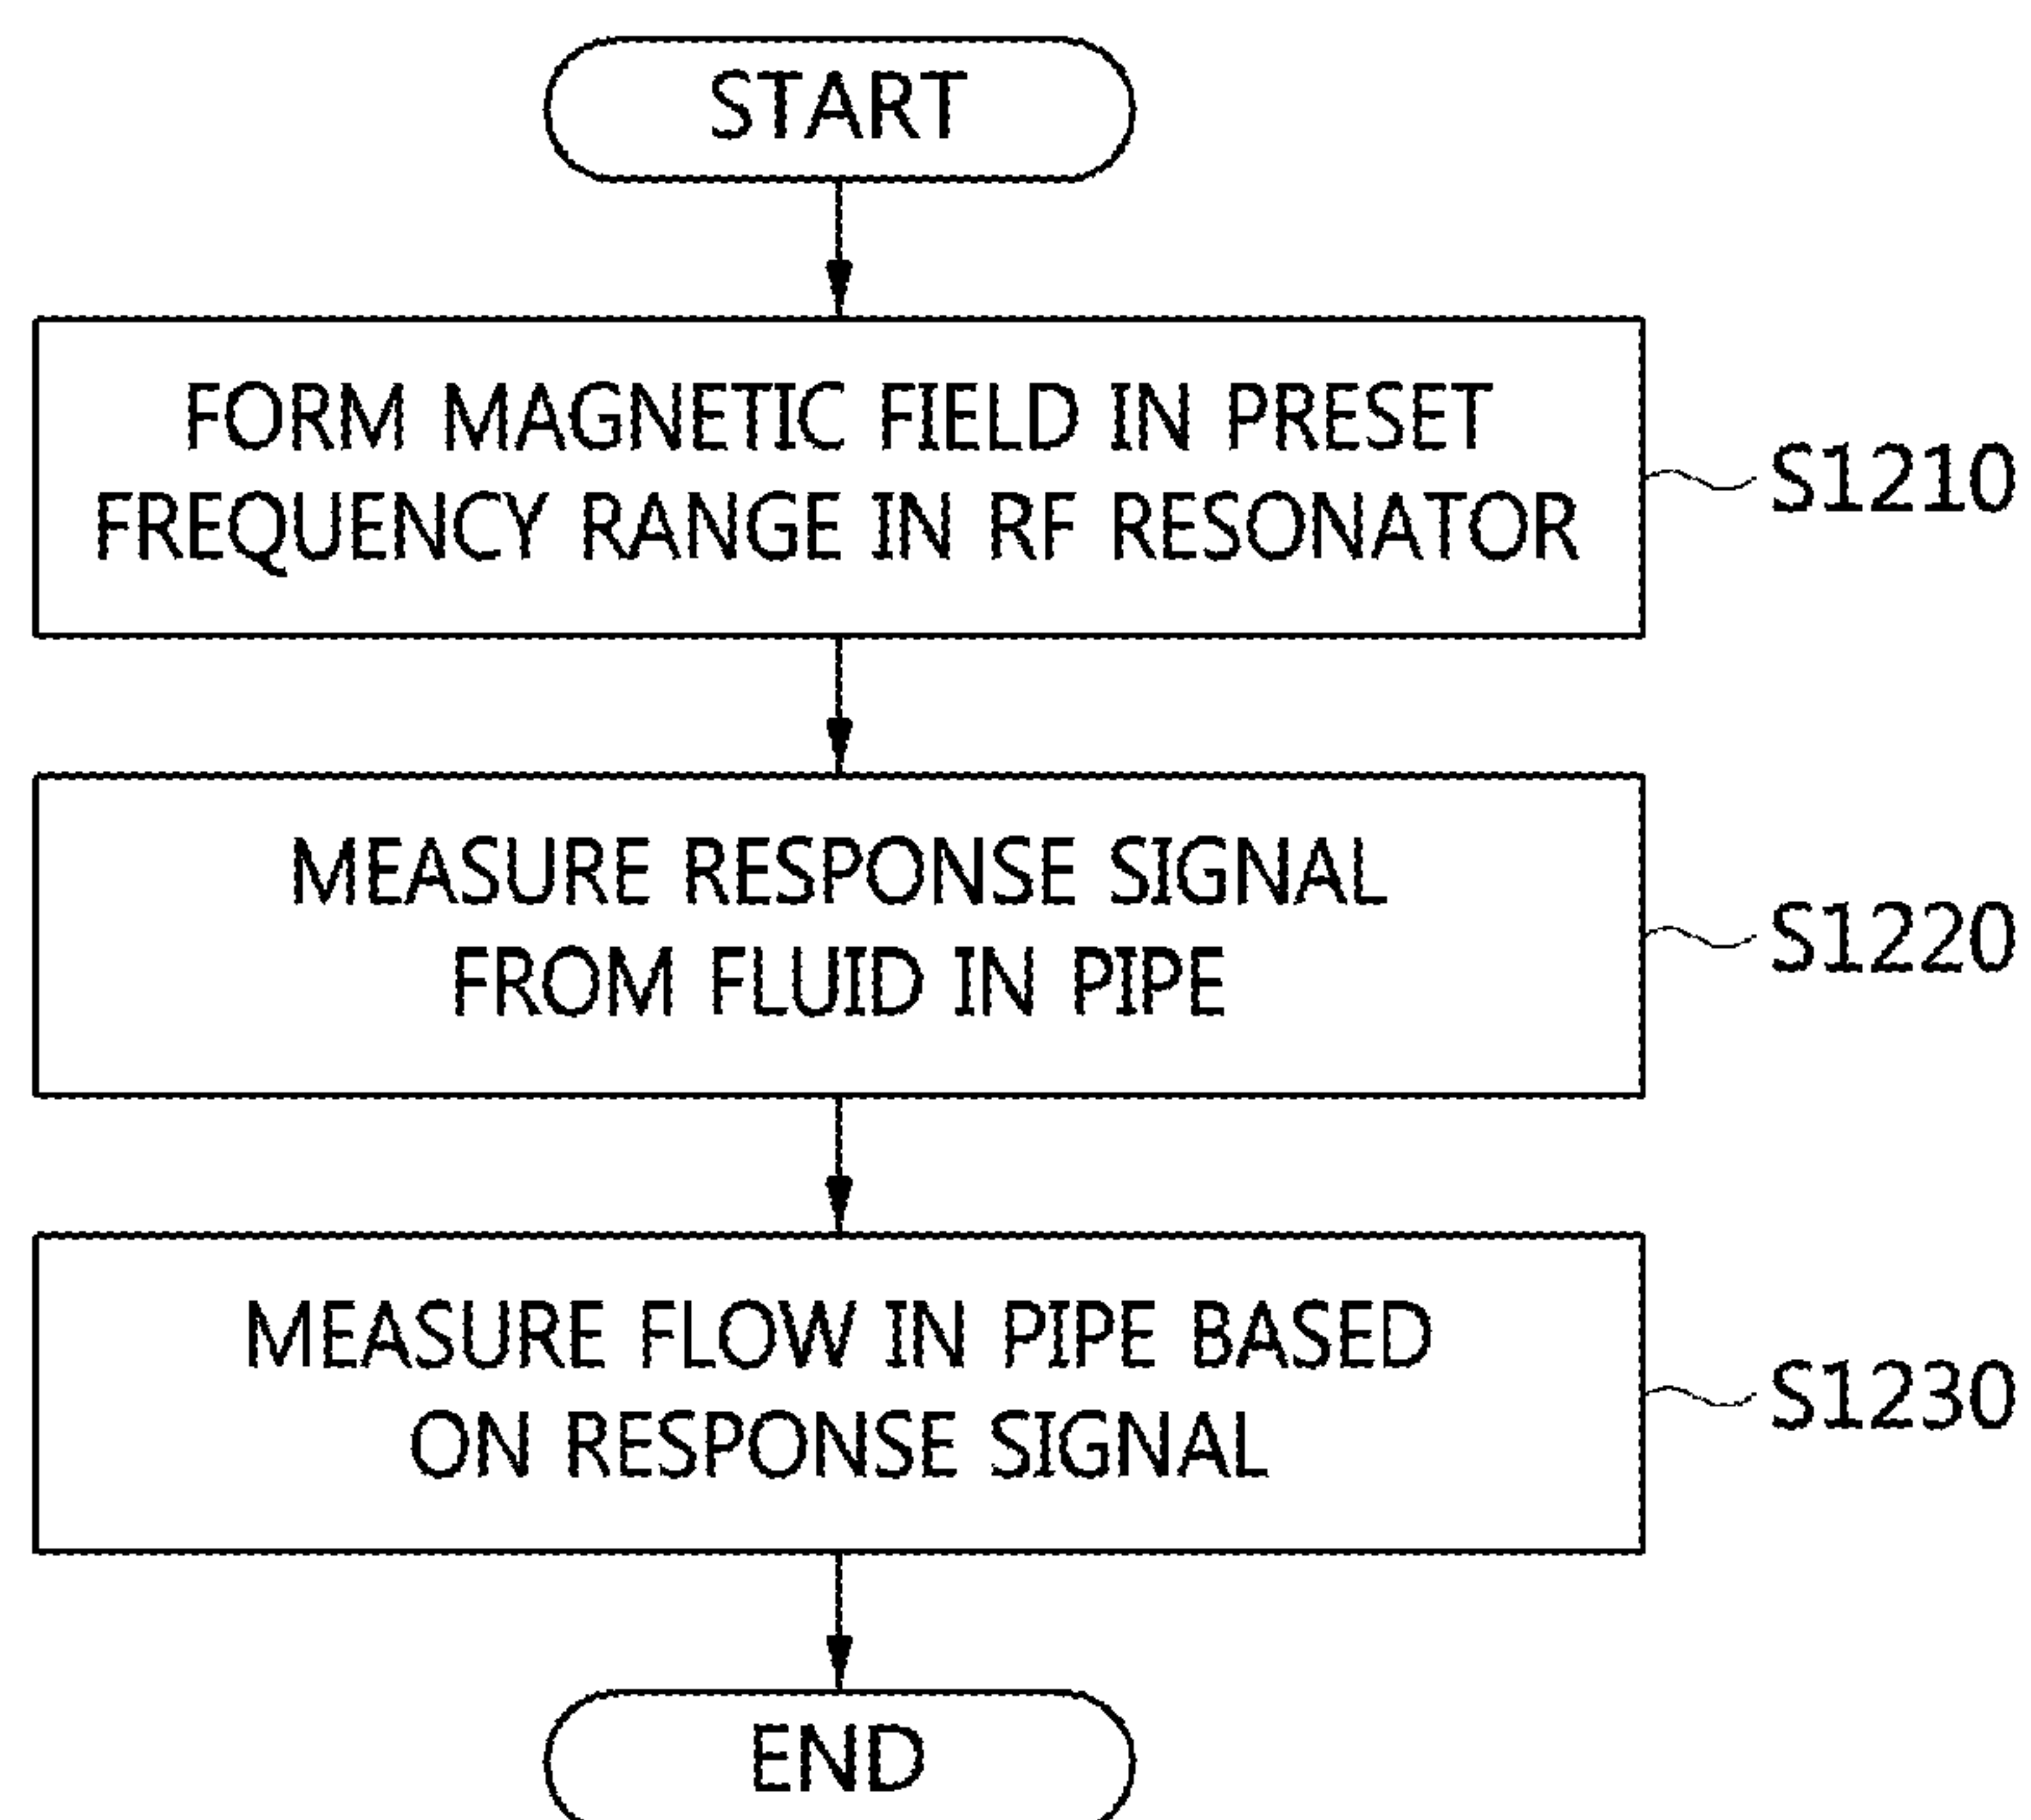 START
FORM MAGNETIC FIELD IN PRESET
FREQUENCY RANGE IN RF RESONATOR
S1210
MEASURE RESPONSE SIGNAL
FROM FLUID IN PIPE
S1220
MEASURE FLOW IN PIPE BASED
ON RESPONSE SIGNAL
S1230
END